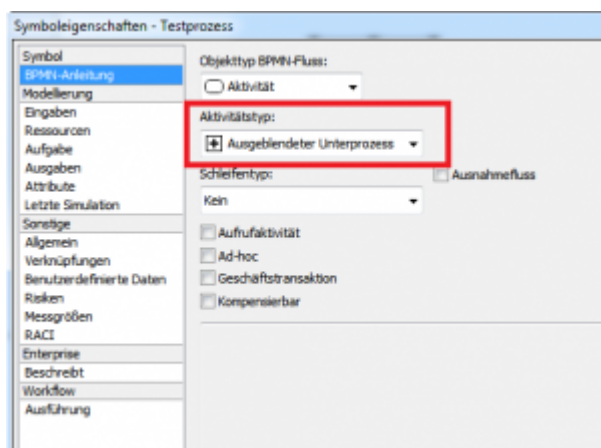 Symboleigenschaften - Testprozess
Symbol
BPMN-Anleitung
Modellierung
Eingaben
Ressourcen
Aufgabe
Ausgaben
Attribute
Letzte Simulation
Sonstige
Allgemein
Verknüpfungen
Benutzerdefinierte Daten
Risiken
Messgrößen
RACI
Enterprise
Beschreibt
Workflow
Ausführung
Objekttyp BPMN-Fluss:
Aktivität
Aktivitätstyp:
Ausgeblendeter Unterprozess
Schleifentyp:
Ausnahmefluss
Kein
Aufrufaktivität
Ad-hoc
Geschäftstransaktion
Kompensierbar